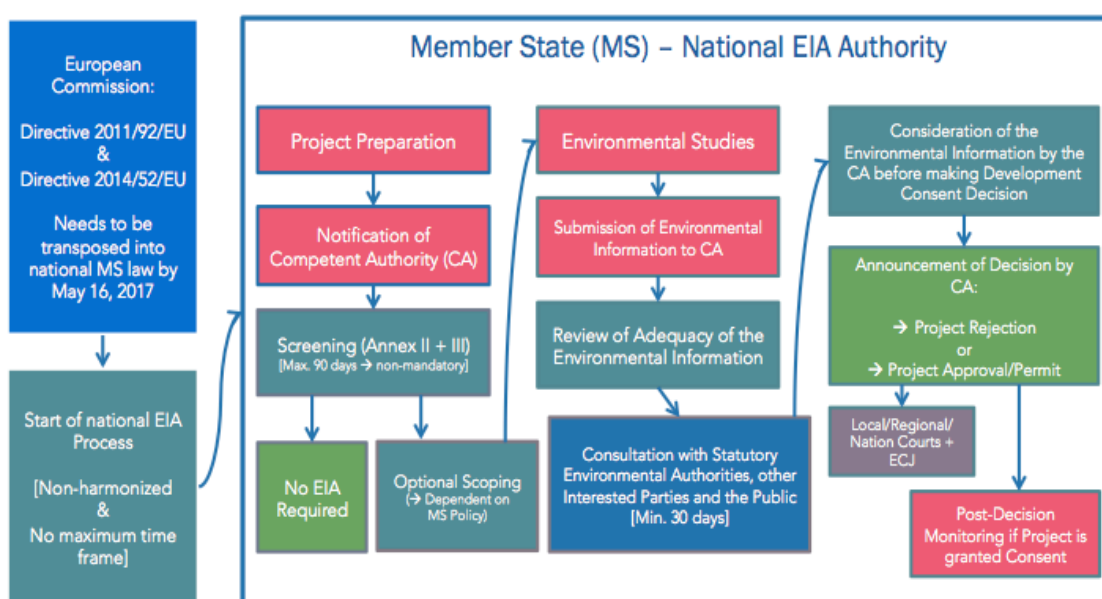 European
Commission:
Directive 2011/92/EU
&
Directive 2014/52/EU
Needs to be
transposed into
national MS law by
May 16, 2017
Start of national EIA
Process
[Non-harmonized
&
No maximum time
frame]
Member State (MS) – National EIA Authority
Project Preparation
Notification of
Competent Authority (CA)
Screening (Annex II + III)
[Max. 90 days → non-mandatory]
No EIA
Required
Optional Scoping
(→ Dependent on
MS Policy)
Environmental Studies
Submission of Environmental
Information to CA
Review of Adequacy of the
Environmental Information
Consultation with Statutory
Environmental Authorities, other
Interested Parties and the Public
[Min. 30 days]
Consideration of the
Environmental Information by the
CA before making Development
Consent Decision
Announcement of Decision by
CA:
→ Project Rejection
or
→ Project Approval/Permit
Local/Regional/
Nation Courts +
ECJ
Post-Decision
Monitoring if Project is
granted Consent